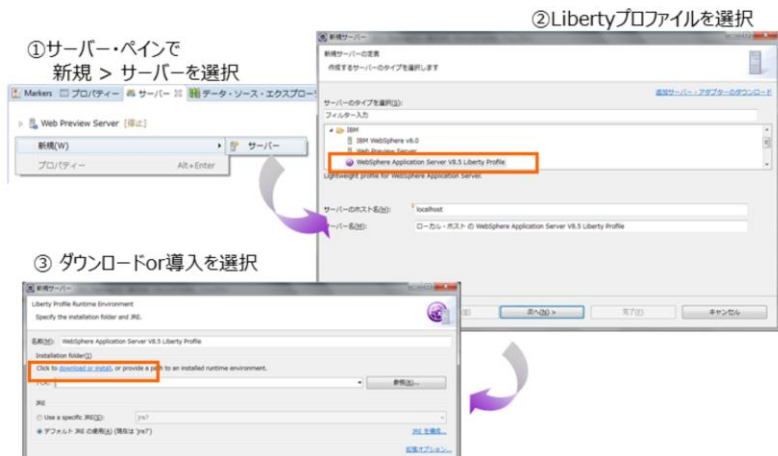 ①サーバー・ペインで
新規 > サーバーを選択
Markers プロパティー サーバー データ・ソース・エクスプロー
Web Preview Server [停止]
新規(W) サーバー
プロパティー Alt+Enter
②Libertyプロファイルを選択
新規サーバー
新規サーバーの定義
作成するサーバーのタイプを選択します
追加サーバー・アダプターのダウンロード
サーバーのタイプを選択(S):
フィルター入力
IBM
IBM WebSphere v6.0
Web Preview Server
WebSphere Application Server V8.5 Liberty Profile
Lightweight profile for WebSphere Application Server.
サーバーのホスト名(H): localhost
サーバー名(M): ローカル・ホスト の WebSphere Application Server V8.5 Liberty Profile
次へ(N) > 完了(F) キャンセル
③ ダウンロードor導入を選択
新規サーバー
Liberty Profile Runtime Environment
Specify the installation folder and JRE.
名前(M): WebSphere Application Server V8.5 Liberty Profile
Installation folder(I)
Click to download or install, or provide a path to an installed runtime environment.
参照(R)...
JRE
Use a specific JRE(S): jre7
デフォルト JRE の使用(A) (現在は 'jre7')
JRE を構成...
拡張オプション...